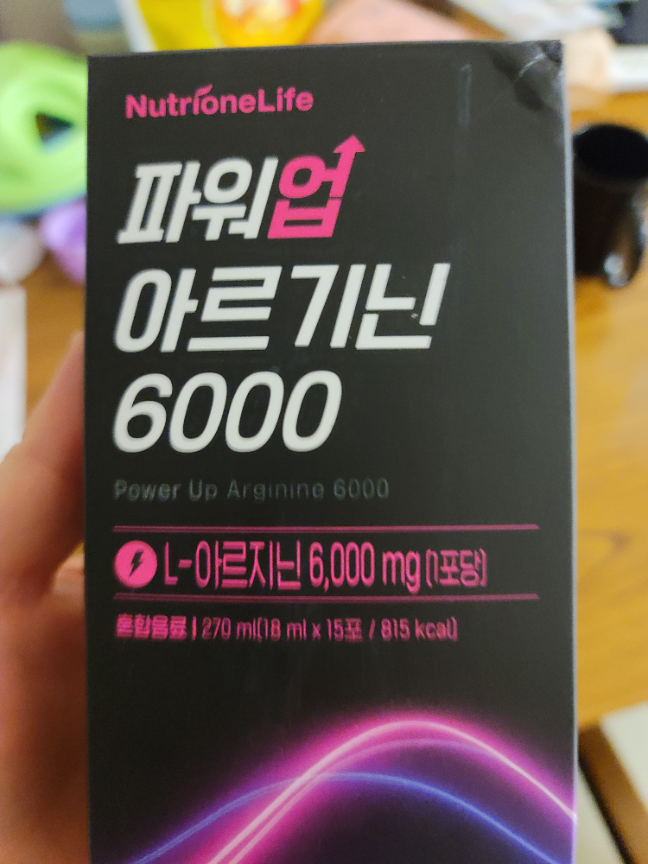 NutrioneLife
파워업
아르기닌
6000
Power Up Arginine 6000
L-아르지닌 6,000 mg (1포당)
혼합음료 | 270 ml(18 ml x 15포 / 815 kcal)